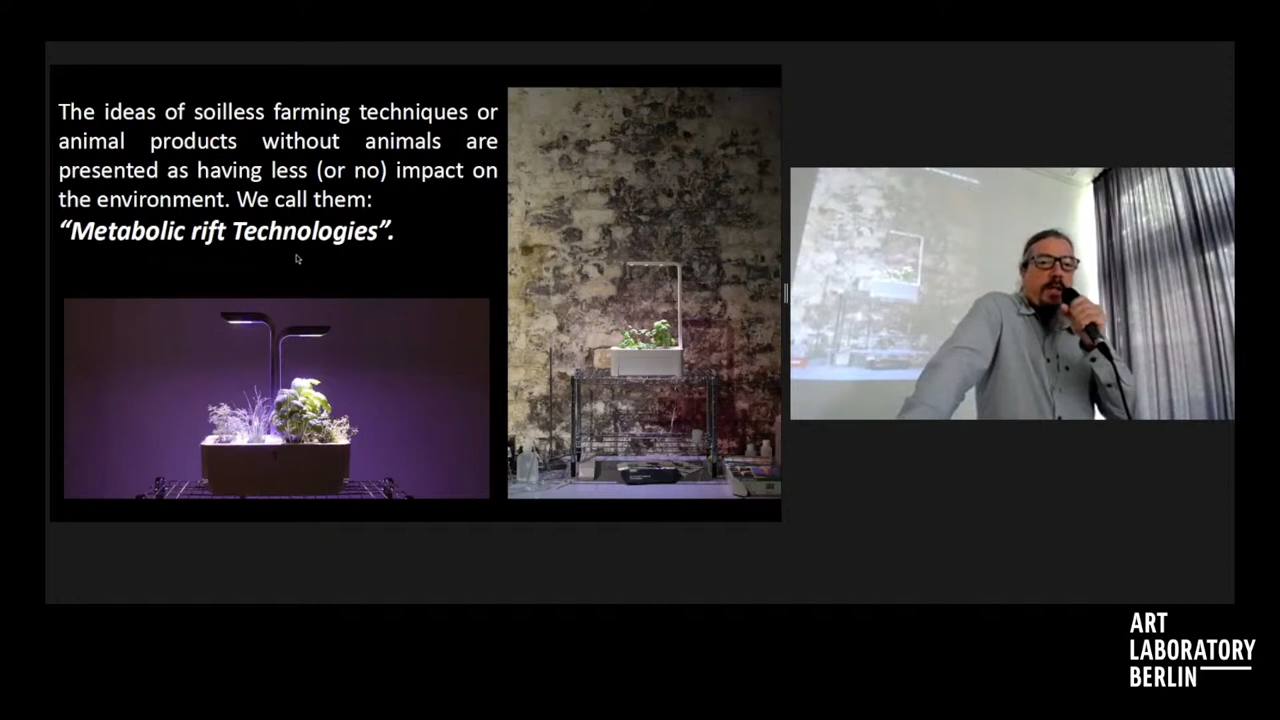 The ideas of soilless farming techniques or
animal products without animals are
presented as having less (or no) impact on
the environment. We call them:
“Metabolic rift Technologies”.
ART
LABORATORY
BERLIN